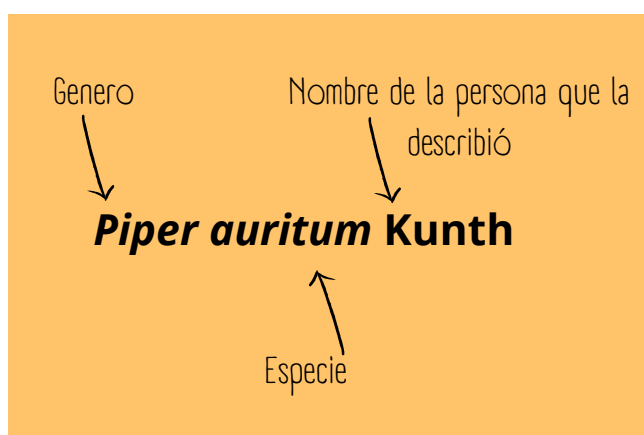 Genero
Nombre de la persona que la
describió
Piper auritum Kunth
Especie